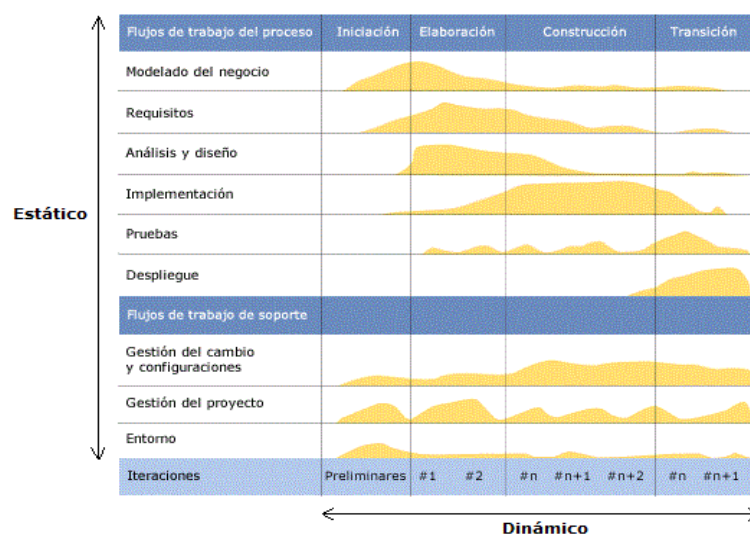 Flujos de trabajo del proceso Iniciación Elaboración Construcción Transición
Modelado del negocio
Requisitos
Análisis y diseño
Implementación
Estático
Pruebas
Despliegue
Flujos de trabajo de soporte
Gestión del cambio
y configuraciones
Gestión del proyecto
Entorno
Iteraciones Preliminares #1 #2 #n #n+1 #n+2 #n #n+1
Dinámico